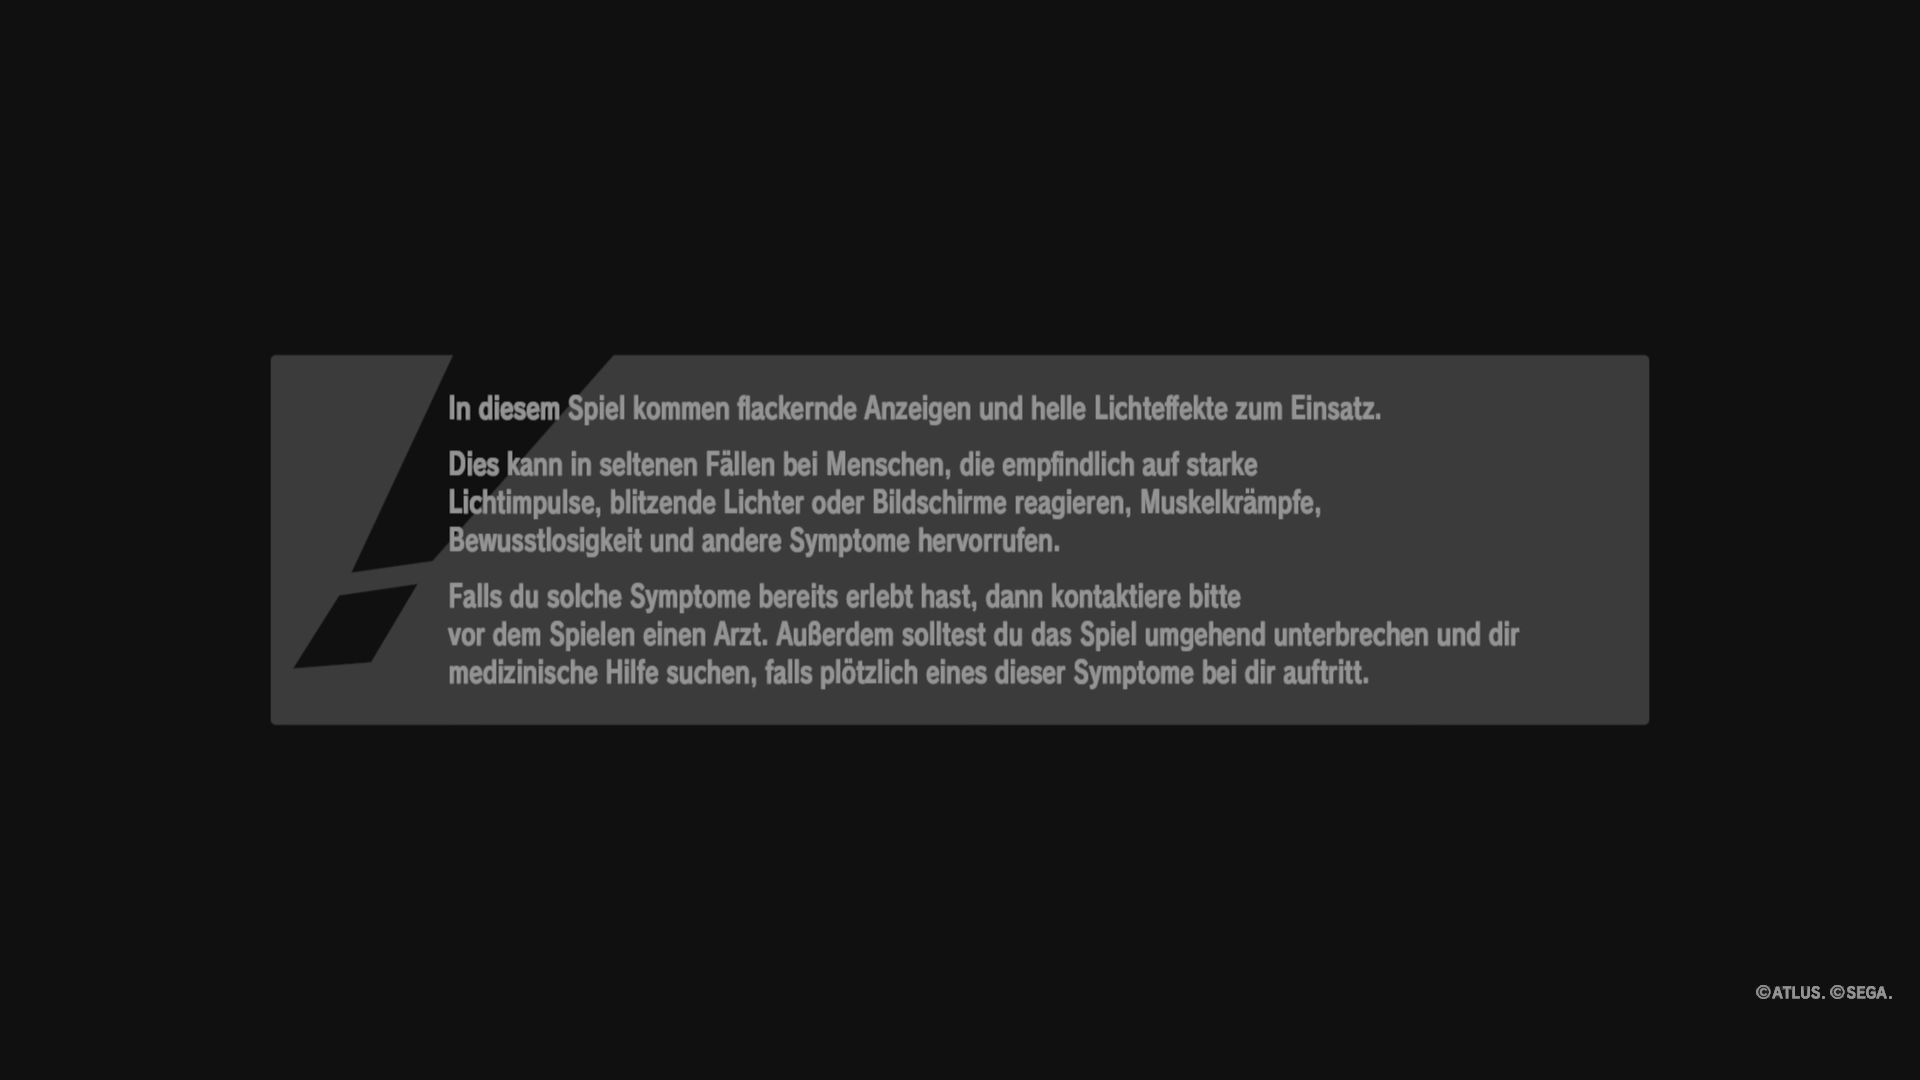 In diesem Spiel kommen flackernde Anzeigen und helle Lichteffekte zum Einsatz.
Dies kann in seltenen Fällen bei Menschen, die empfindlich auf starke
Lichtimpulse, blitzende Lichter oder Bildschirme reagieren, Muskelkrämpfe,
Bewusstlosigkeit und andere Symptome hervorrufen.
Falls du solche Symptome bereits erlebt hast, dann kontaktiere bitte
vor dem Spielen einen Arzt. Außerdem solltest du das Spiel umgehend unterbrechen und dir
medizinische Hilfe suchen, falls plötzlich eines dieser Symptome bei dir auftritt.
©ATLUS. ©SEGA.